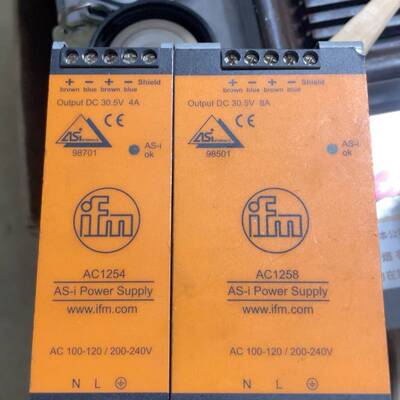 + − + − Shield
brown blue brown blue
Output DC 30.5V 4A
ASi
98701
CE
AS-i
ok
ifm
AC1254
AS-i Power Supply
www.ifm.com
AC 100-120 / 200-240V
N L
+ − + − Shield
brown blue brown blue
Output DC 30.5V 8A
ASi
98501
CE
AS-i
ok
ifm
AC1258
AS-i Power Supply
www.ifm.com
AC 100-120 / 200-240V
N L